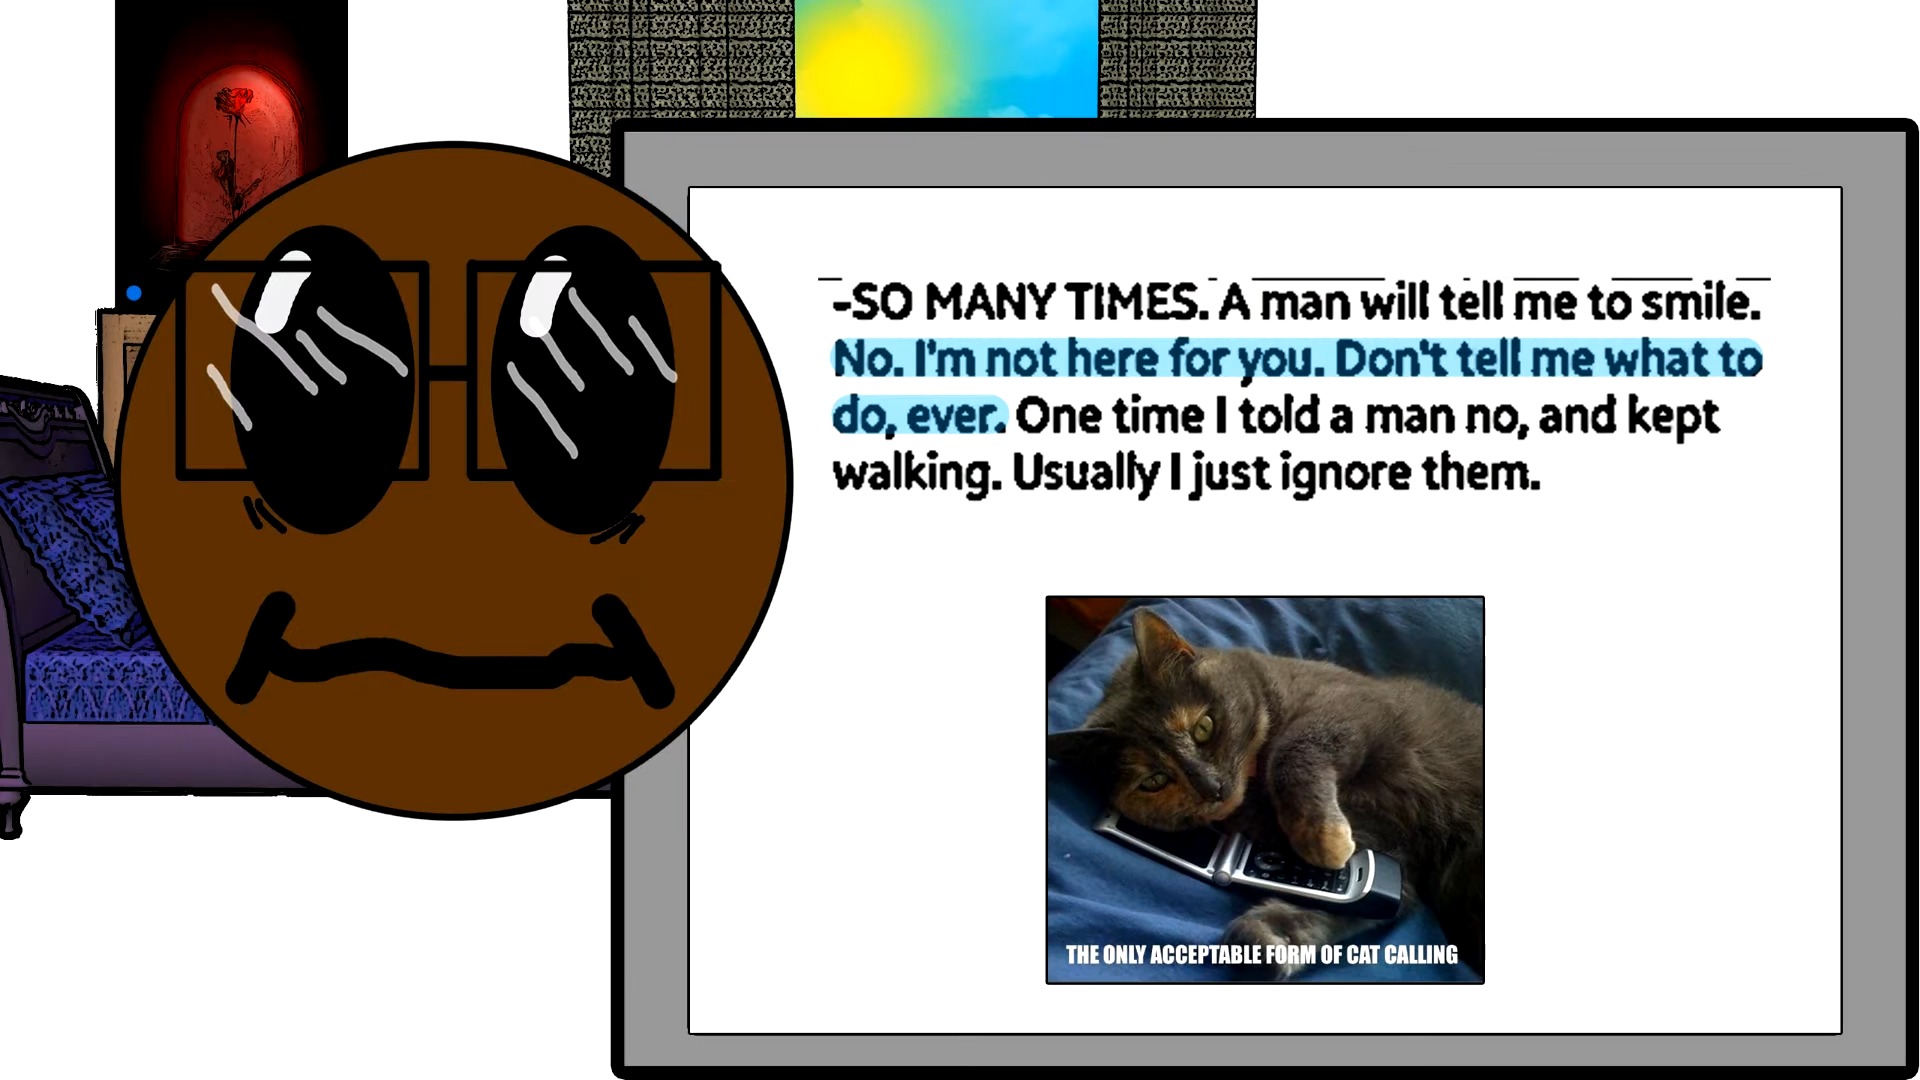 -SO MANY TIMES. A man will tell me to smile.
No. I'm not here for you. Don't tell me what to
do, ever. One time I told a man no, and kept
walking. Usually I just ignore them.
THE ONLY ACCEPTABLE FORM OF CAT CALLING